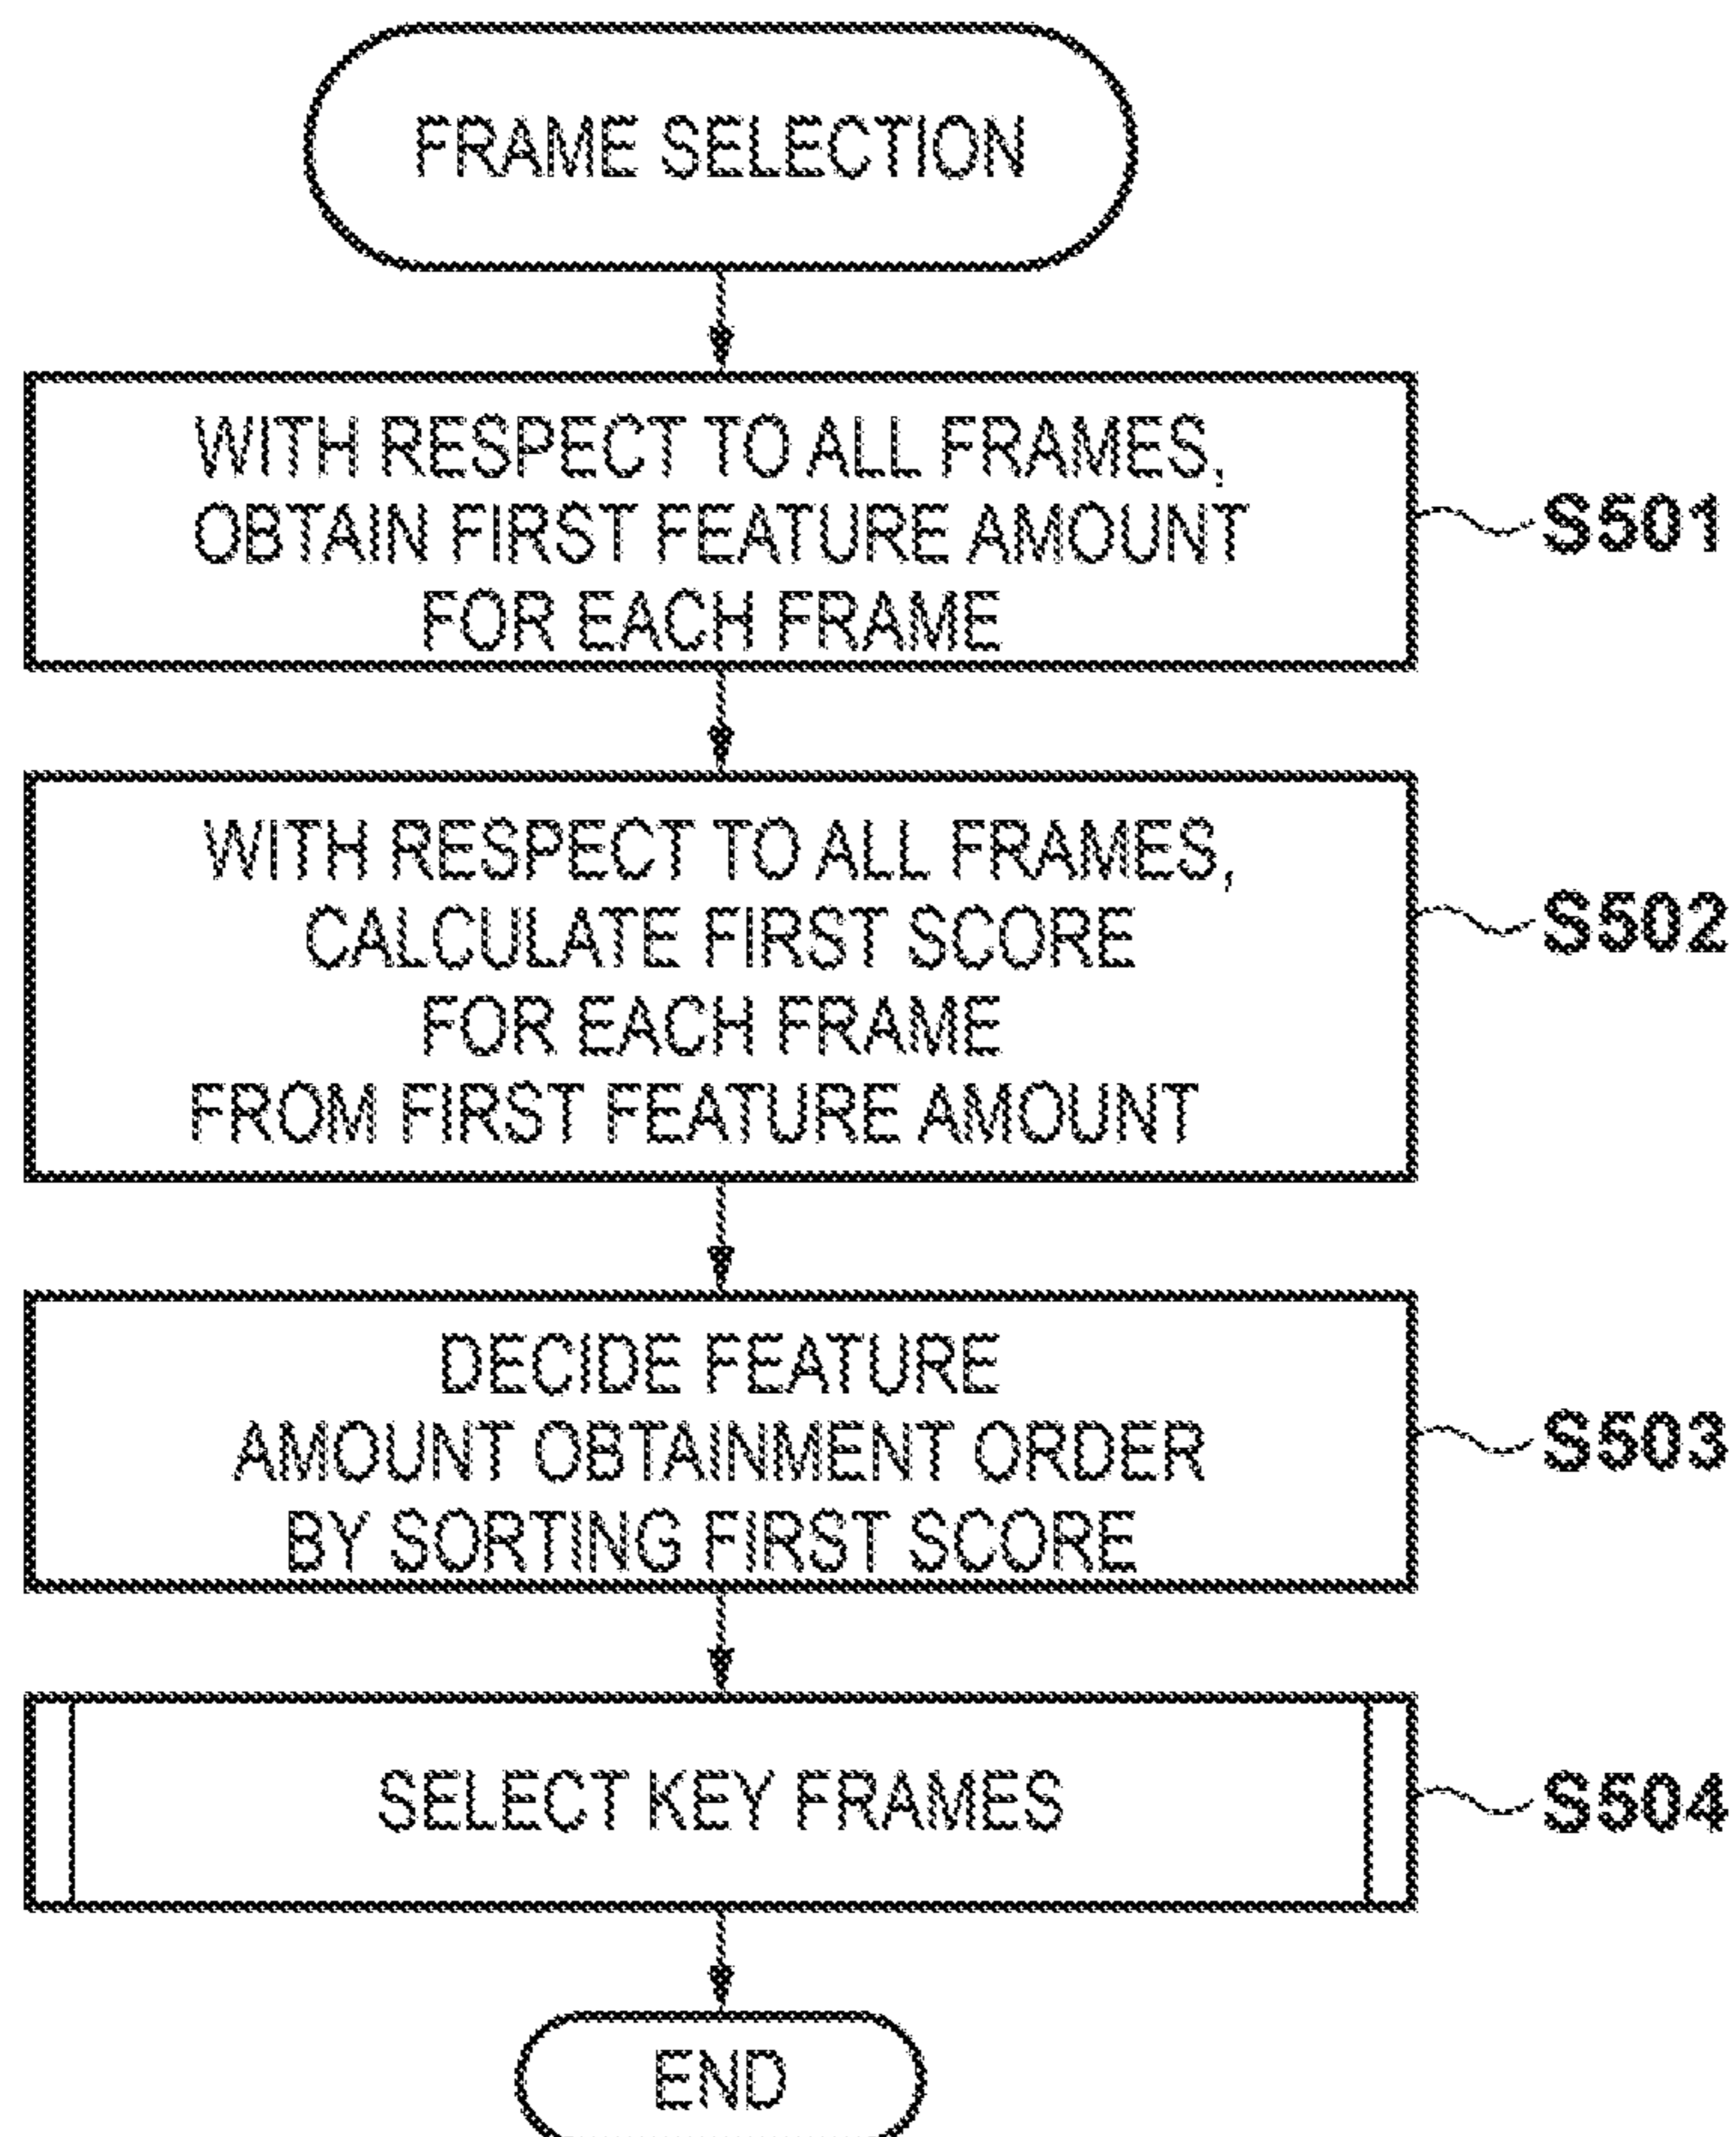 FRAME SELECTION
WITH RESPECT TO ALL FRAMES,
OBTAIN FIRST FEATURE AMOUNT
FOR EACH FRAME
S501
WITH RESPECT TO ALL FRAMES,
CALCULATE FIRST SCORE
FOR EACH FRAME
FROM FIRST FEATURE AMOUNT
S502
DECIDE FEATURE
AMOUNT OBTAINMENT ORDER
BY SORTING FIRST SCORE
S503
SELECT KEY FRAMES
S504
END